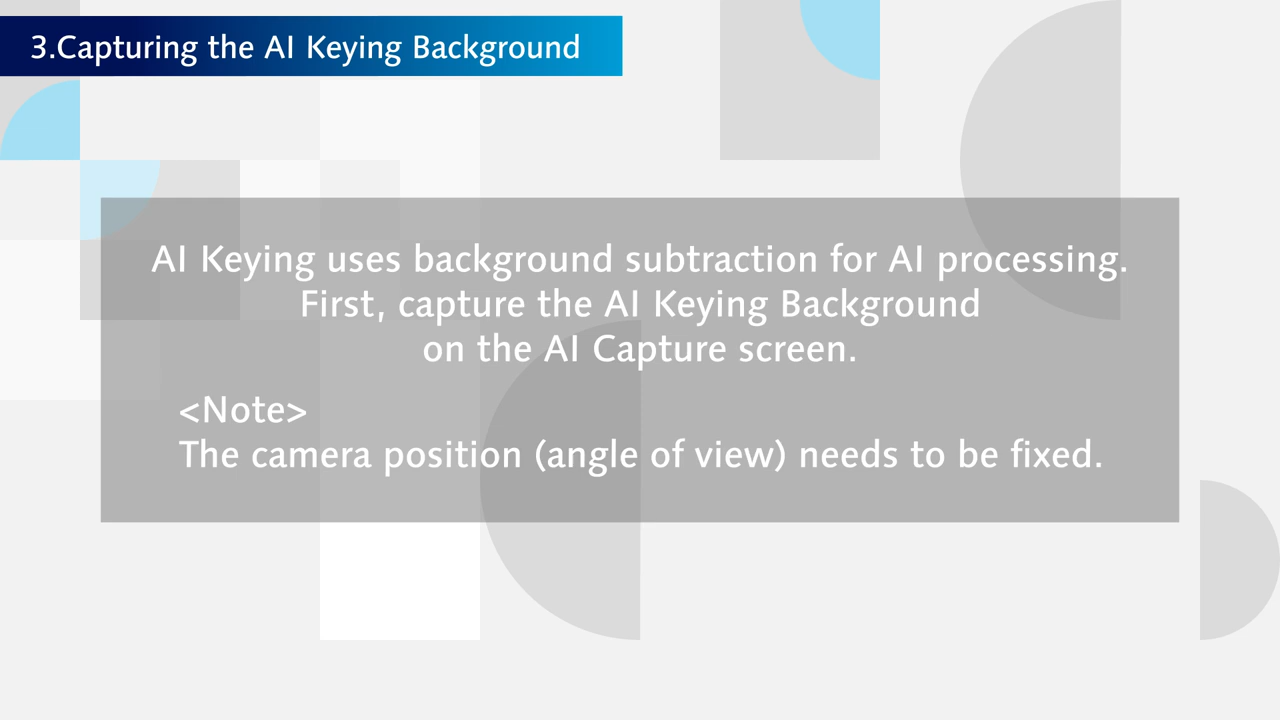 3.Capturing the AI Keying Background
AI Keying uses background subtraction for AI processing.
First, capture the AI Keying Background
on the AI Capture screen.
<Note>
The camera position (angle of view) needs to be fixed.